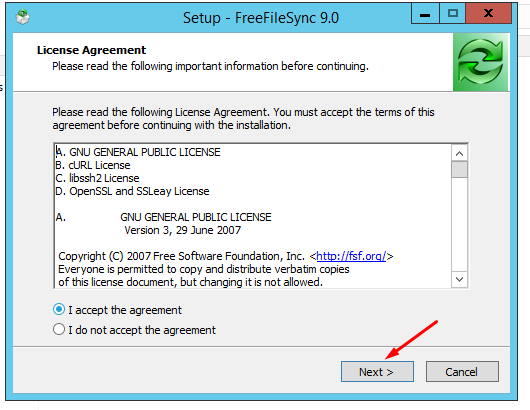 Setup - FreeFileSync 9.0
License Agreement
Please read the following important information before continuing.
Please read the following License Agreement. You must accept the terms of this
agreement before continuing with the installation.
A. GNU GENERAL PUBLIC LICENSE
B. cURL License
C. libssh2 License
D. OpenSSL and SSLeay License
A. GNU GENERAL PUBLIC LICENSE
Version 3, 29 June 2007
Copyright (C) 2007 Free Software Foundation, Inc. <http://fsf.org/>
Everyone is permitted to copy and distribute verbatim copies
of this license document, but changing it is not allowed.
I accept the agreement
I do not accept the agreement
Next >
Cancel